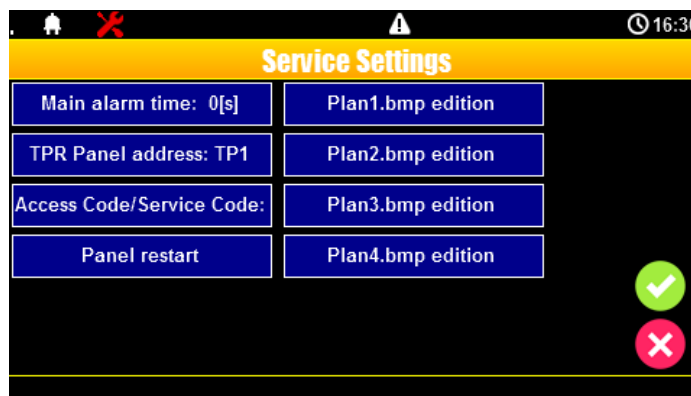 16:30
Service Settings
Main alarm time: 0[s]
Plan1.bmp edition
TPR Panel address: TP1
Plan2.bmp edition
Access Code/Service Code:
Plan3.bmp edition
Panel restart
Plan4.bmp edition